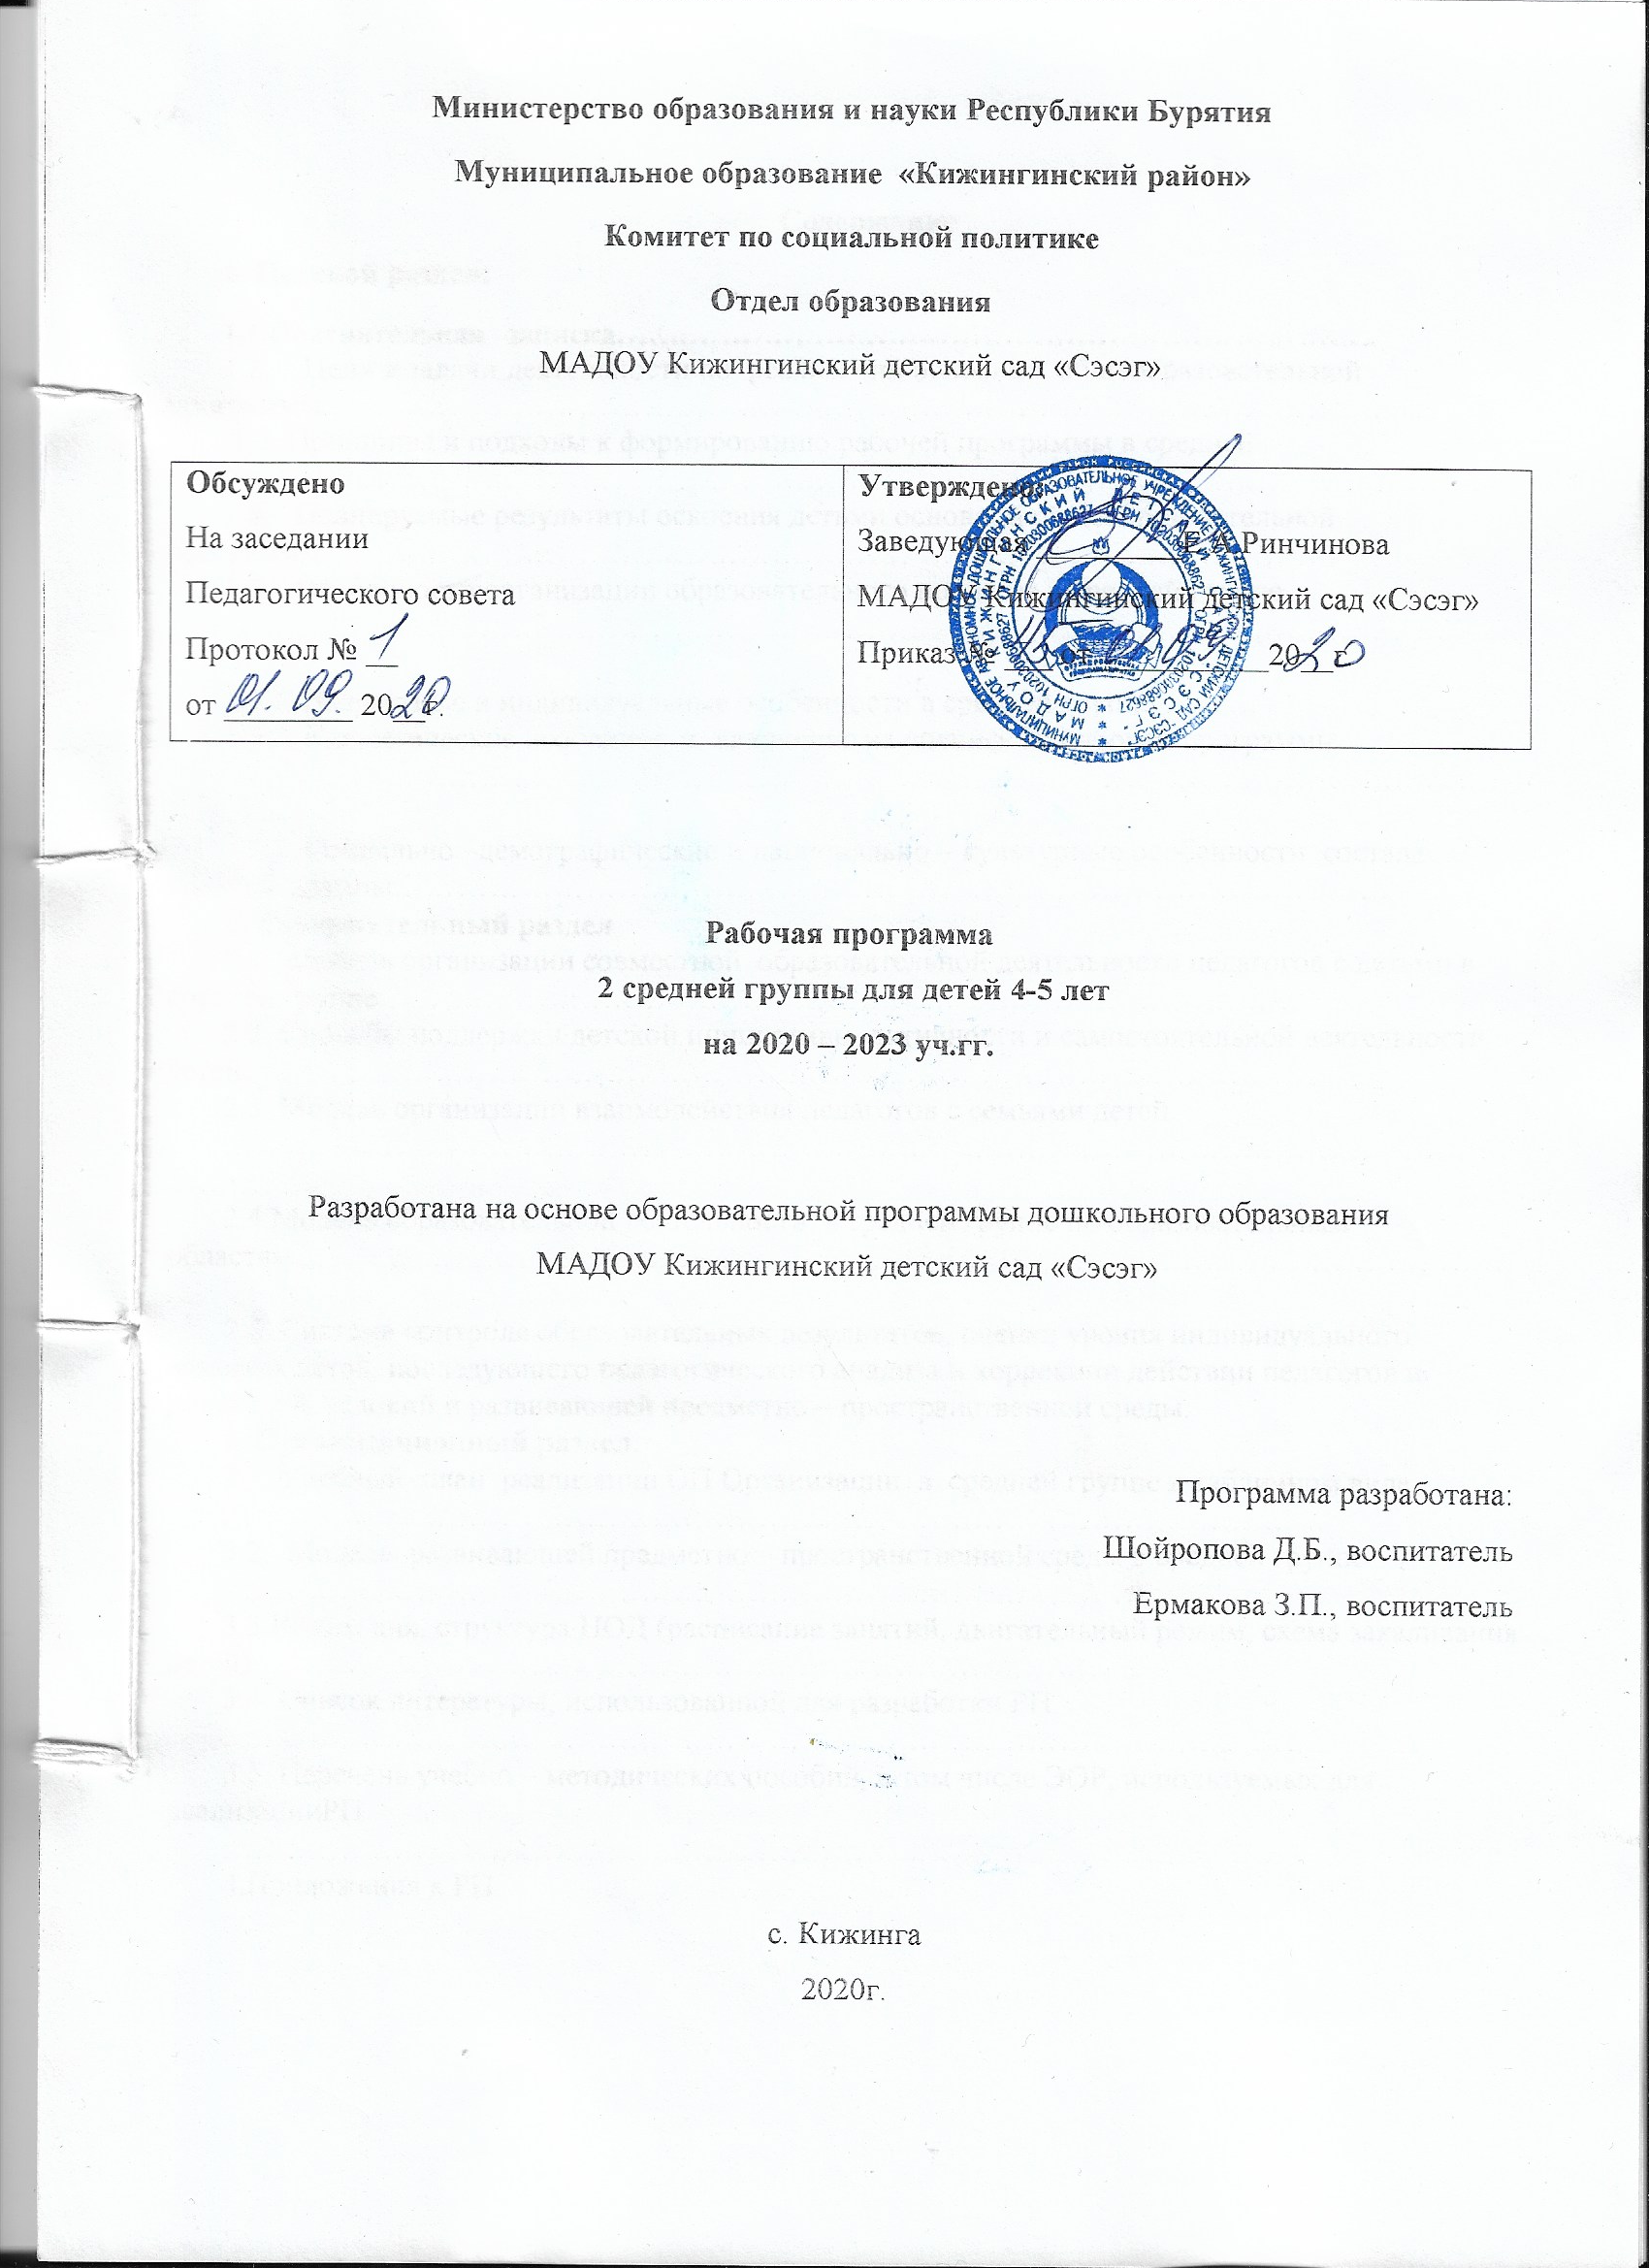 Министерство образования и науки Республики Бурятия
Муниципальное образование «Кижингинский район»
Комитет по социальной политике
Отдел образования
МАДОУ Кижингинский детский сад «Сэсэг»
Обсуждено
На заседании
Педагогического совета
Протокол № 1
от 01.09. 2020г.
Утверждено:
Заведующая Е.А.Ринчинова
МАДОУ Кижингинский детский сад «Сэсэг»
Приказ № от 01.09 2020
Рабочая программа
2 средней группы для детей 4-5 лет
на 2020 – 2023 уч.гг.
Разработана на основе образовательной программы дошкольного образования
МАДОУ Кижингинский детский сад «Сэсэг»
Программа разработана:
Шойропова Д.Б., воспитатель
Ермакова З.П., воспитатель
с. Кижинга
2020г.